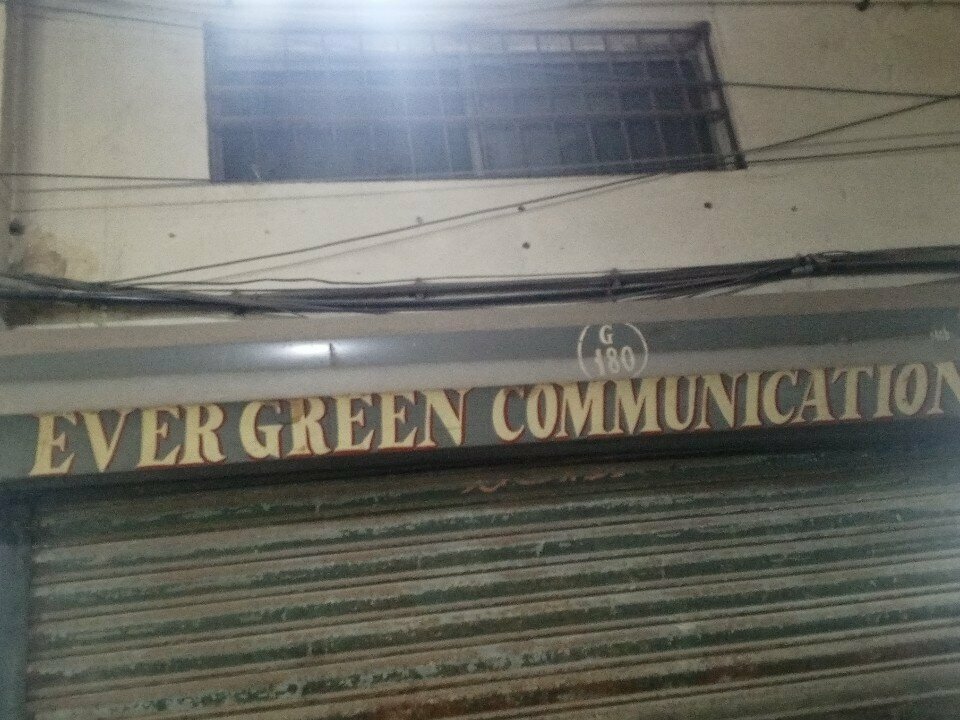 G
180
EVER GREEN COMMUNICATION